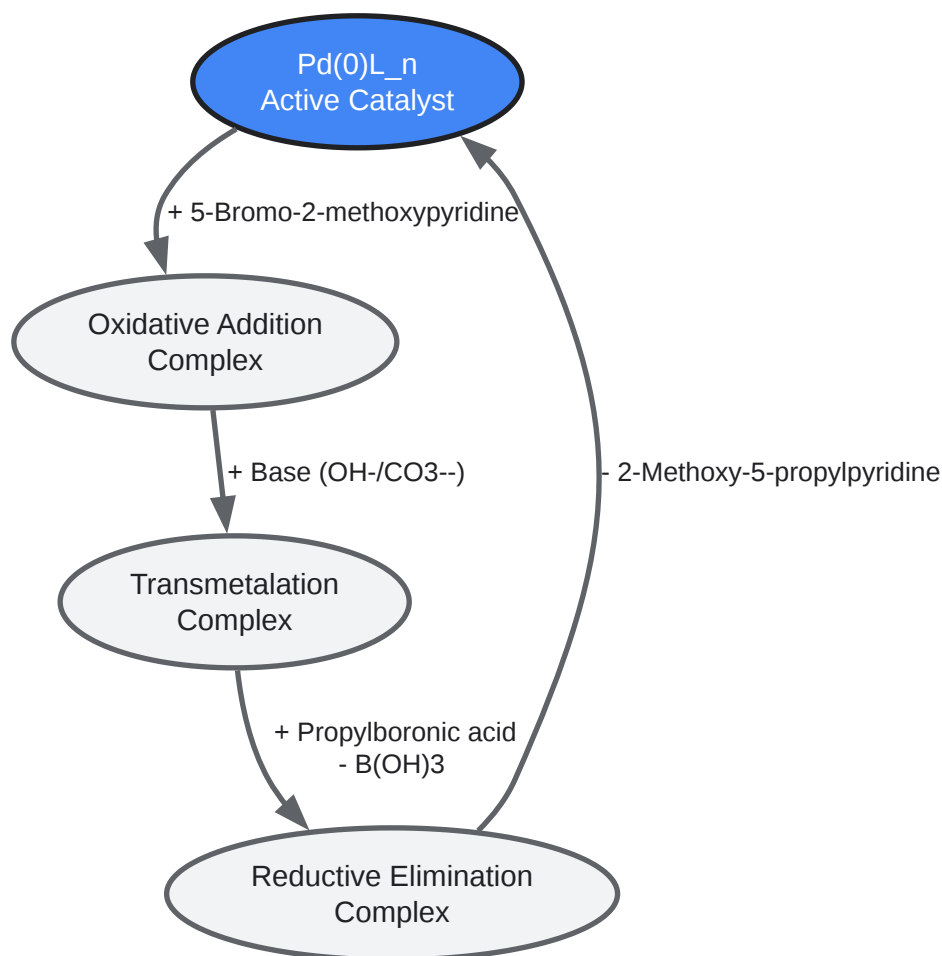 Pd(0)L_n
Active Catalyst
+ 5-Bromo-2-methoxypyridine
Oxidative Addition
Complex
+ Base (OH-/CO3--)
- 2-Methoxy-5-propylpyridine
Transmetalation
Complex
+ Propylboronic acid
- B(OH)3
Reductive Elimination
Complex